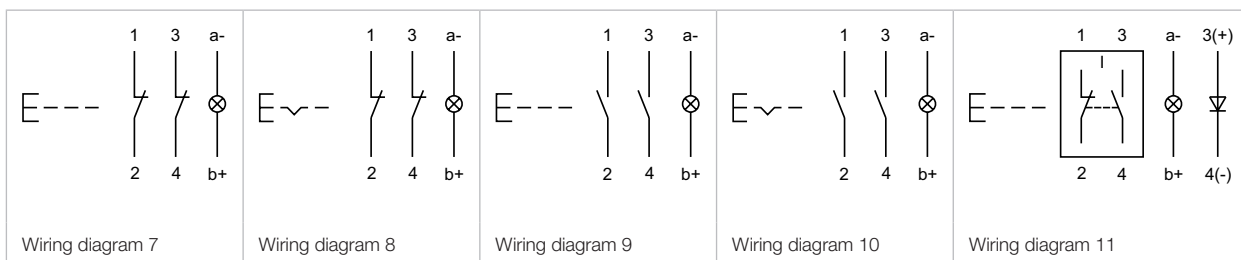 1 3 a-
2 4 b+
Wiring diagram 7
1 3 a-
2 4 b+
Wiring diagram 8
1 3 a-
2 4 b+
Wiring diagram 9
1 3 a-
2 4 b+
Wiring diagram 10
1 3 a- 3(+)
2 4 b+ 4(-)
Wiring diagram 11